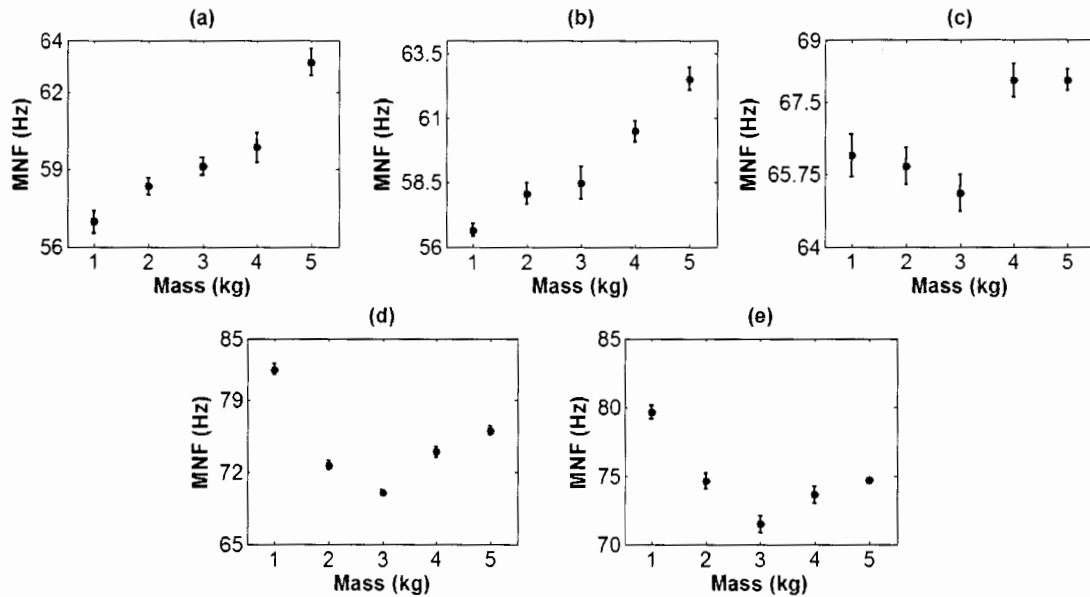 (a)
64
62
59
56
MNF (Hz)
1 2 3 4 5
Mass (kg)
(b)
63.5
61
58.5
56
MNF (Hz)
1 2 3 4 5
Mass (kg)
(c)
69
67.5
65.75
64
MNF (Hz)
1 2 3 4 5
Mass (kg)
(d)
85
79
72
65
MNF (Hz)
1 2 3 4 5
Mass (kg)
(e)
80
75
70
MNF (Hz)
1 2 3 4 5
Mass (kg)